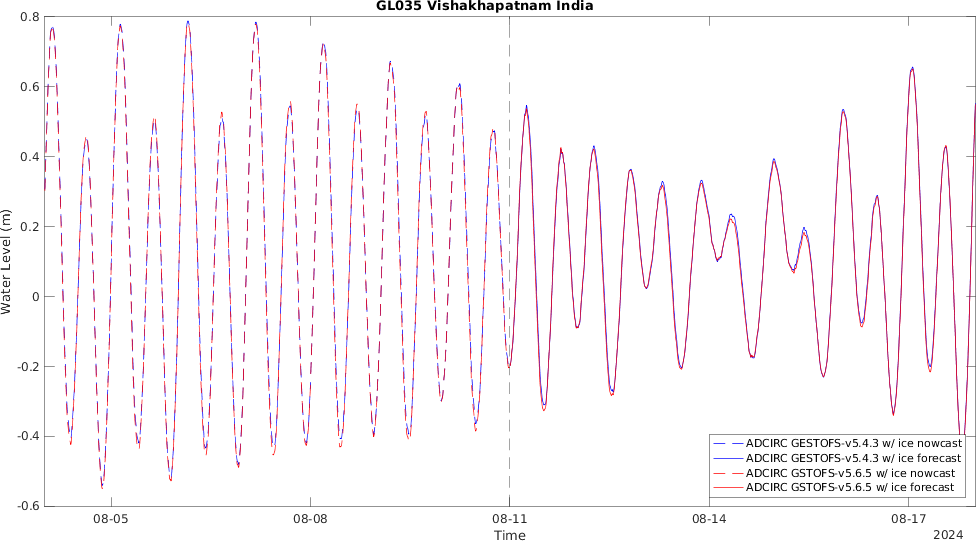 GL035 Vishakhapatnam India
0.8
0.6
0.4
0.2
0
-0.2
-0.4
-0.6
Water Level (m)
ADCIRC GESTOFS-v5.4.3 w/ ice nowcast
ADCIRC GESTOFS-v5.4.3 w/ ice forecast
ADCIRC GSTOFS-v5.6.5 w/ ice nowcast
ADCIRC GSTOFS-v5.6.5 w/ ice forecast
08-05 08-08 08-11 08-14 08-17
Time
2024